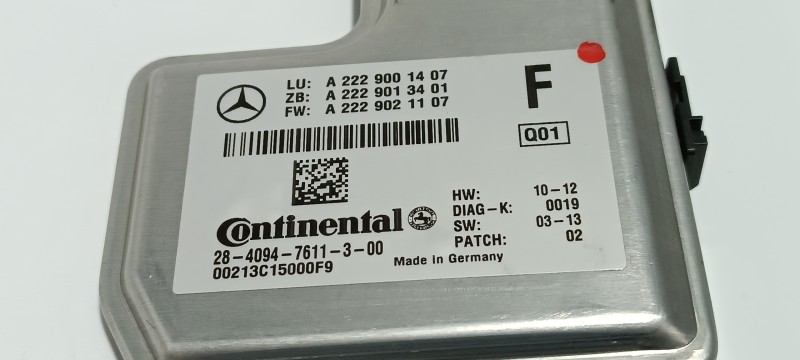 LU: A 222 900 14 07
ZB: A 222 901 34 01
FW: A 222 902 11 07
F
Q01
Continental
28-4094-7611-3-00
00213C15000F9
HW: 10-12
DIAG-K: 0019
SW: 03-13
PATCH: 02
Made in Germany